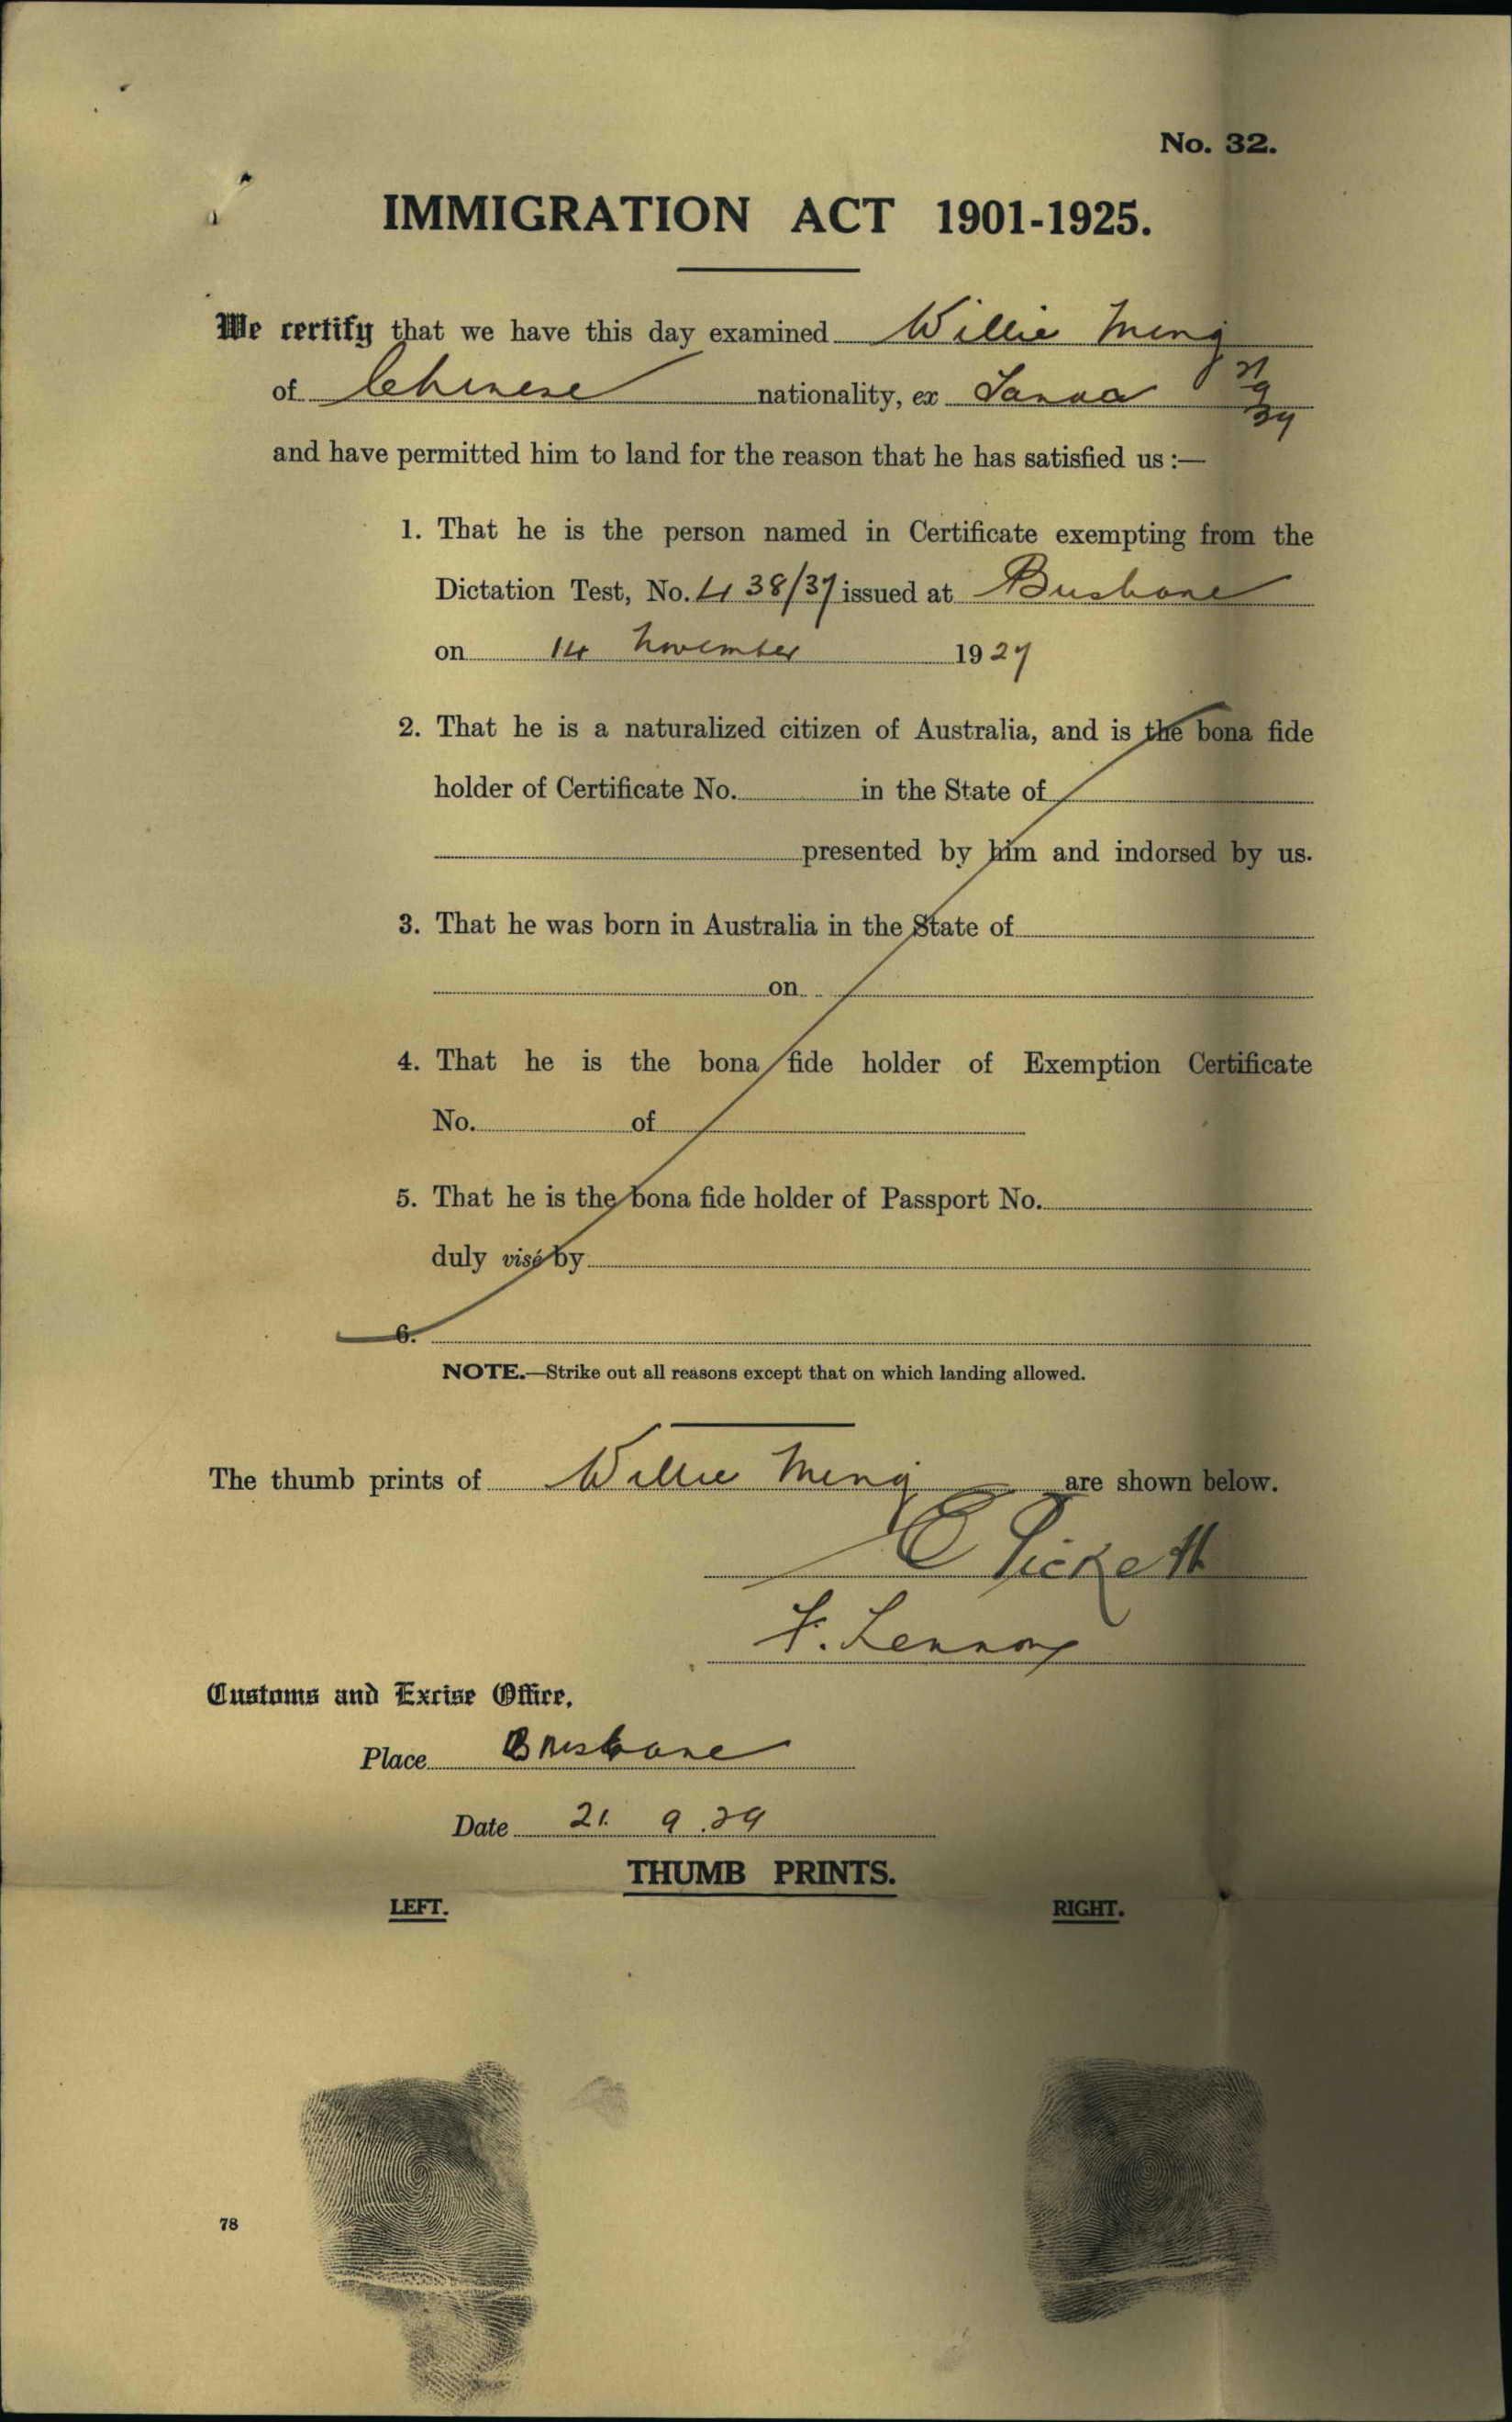 No. 32.
IMMIGRATION ACT 1901-1925.
We certify that we have this day examined Willie Ming
of Chinese nationality, ex
and have permitted him to land for the reason that he has satisfied us :—
1. That he is the person named in Certificate exempting from the
Dictation Test, No. 438/37 issued at Brisbane
on 14 November 1927
2. That he is a naturalized citizen of Australia, and is the bona fide
holder of Certificate No. in the State of
presented by him and indorsed by us.
3. That he was born in Australia in the State of
on
4. That he is the bona fide holder of Exemption Certificate
No. of
5. That he is the bona fide holder of Passport No.
duly visé by
6.
NOTE.—Strike out all reasons except that on which landing allowed.
The thumb prints of Willie Ming are shown below.
E Pickett
F. Lennox
Customs and Excise Office,
Place Brisbane
Date 21. 9. 29
THUMB PRINTS.
LEFT. RIGHT.
78